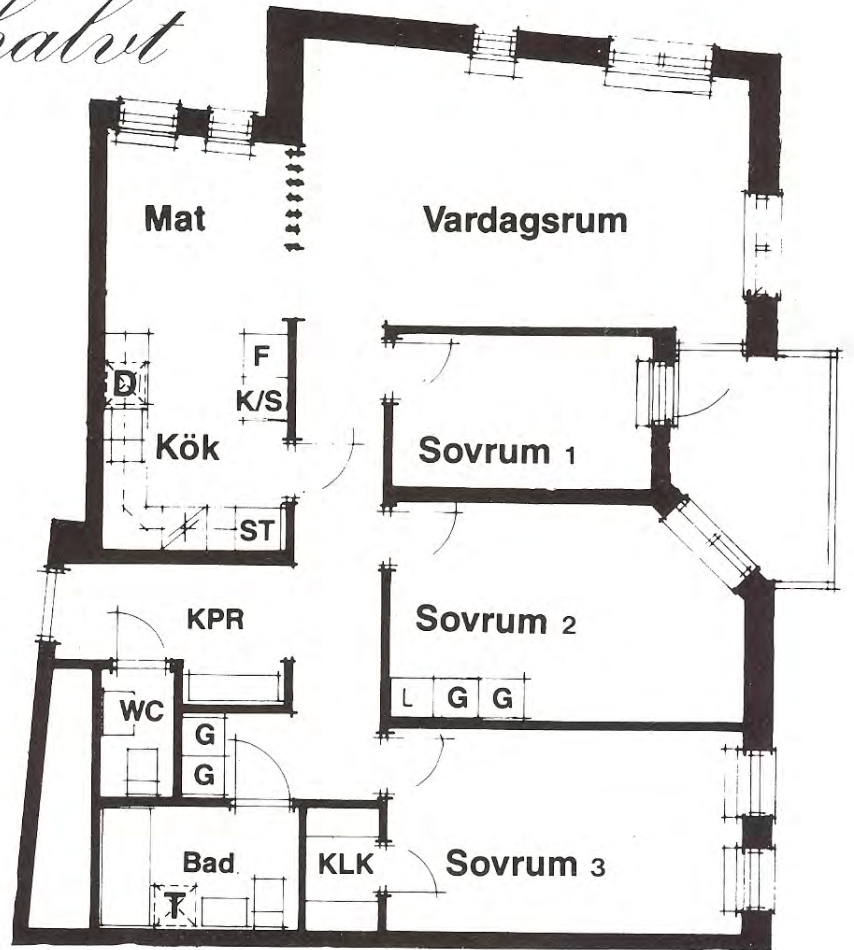 halvt
Mat
Vardagsrum
F
D
K/S
Kök
Sovrum 1
ST
KPR
Sovrum 2
L G G
WC
G
G
Bad
KLK
Sovrum 3
T